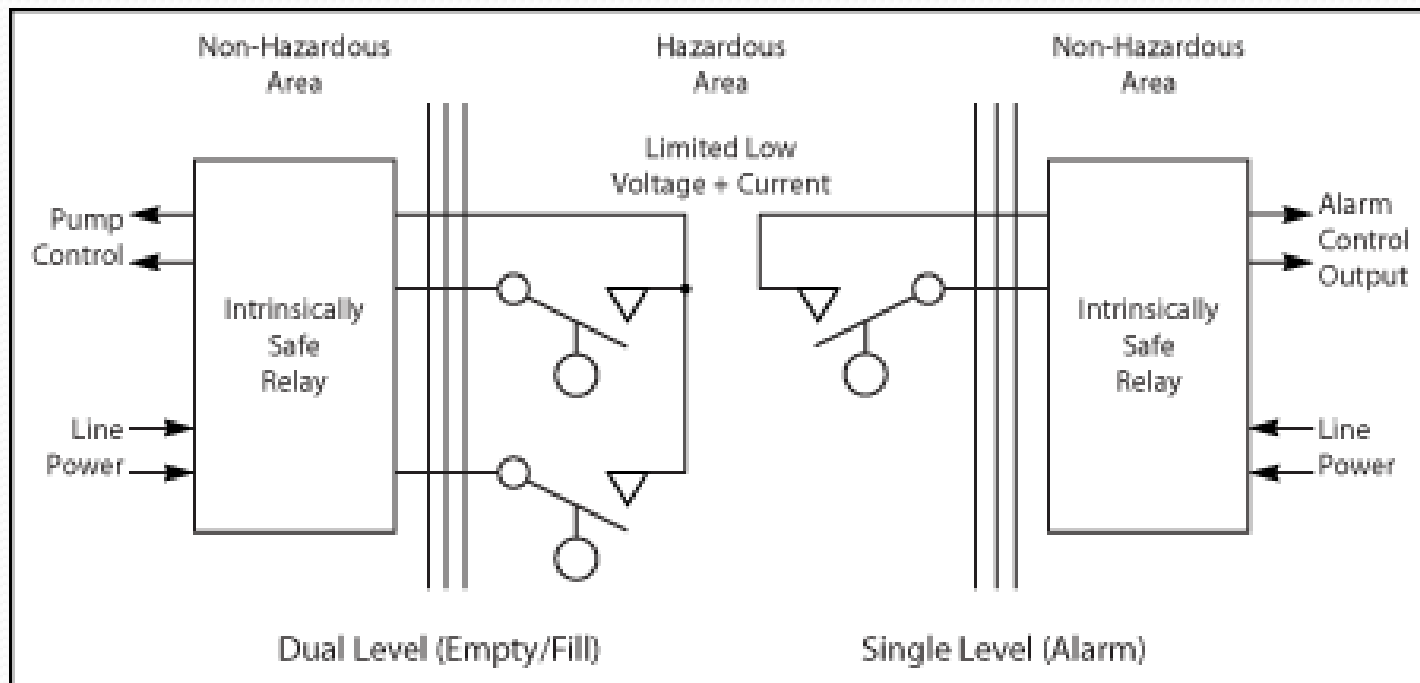 Non-Hazardous
Area
Hazardous
Area
Non-Hazardous
Area
Limited Low
Voltage + Current
Pump
Control
Intrinsically
Safe
Relay
Line
Power
Alarm
Control
Output
Intrinsically
Safe
Relay
Line
Power
Dual Level (Empty/Fill)
Single Level (Alarm)